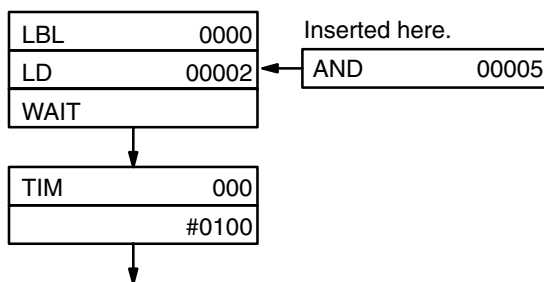 LBL 0000
Inserted here.
LD 00002
AND 00005
WAIT
TIM 000
#0100